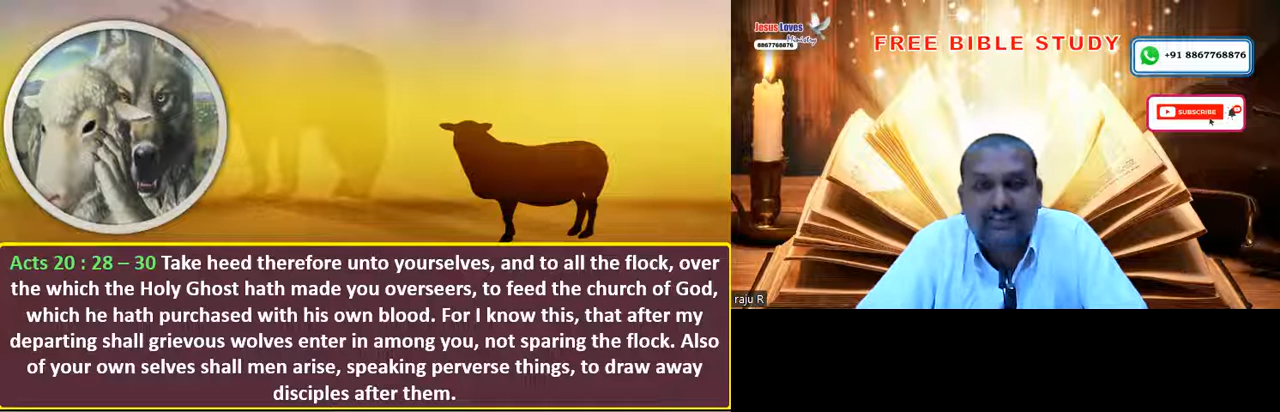 Acts 20 : 28 – 30 Take heed therefore unto yourselves, and to all the flock, over
the which the Holy Ghost hath made you overseers, to feed the church of God,
which he hath purchased with his own blood. For I know this, that after my
departing shall grievous wolves enter in among you, not sparing the flock. Also
of your own selves shall men arise, speaking perverse things, to draw away
disciples after them.
Jesus Loves
Ministry
8867768876
FREE BIBLE STUDY
+91 8867768876
SUBSCRIBE
raju R